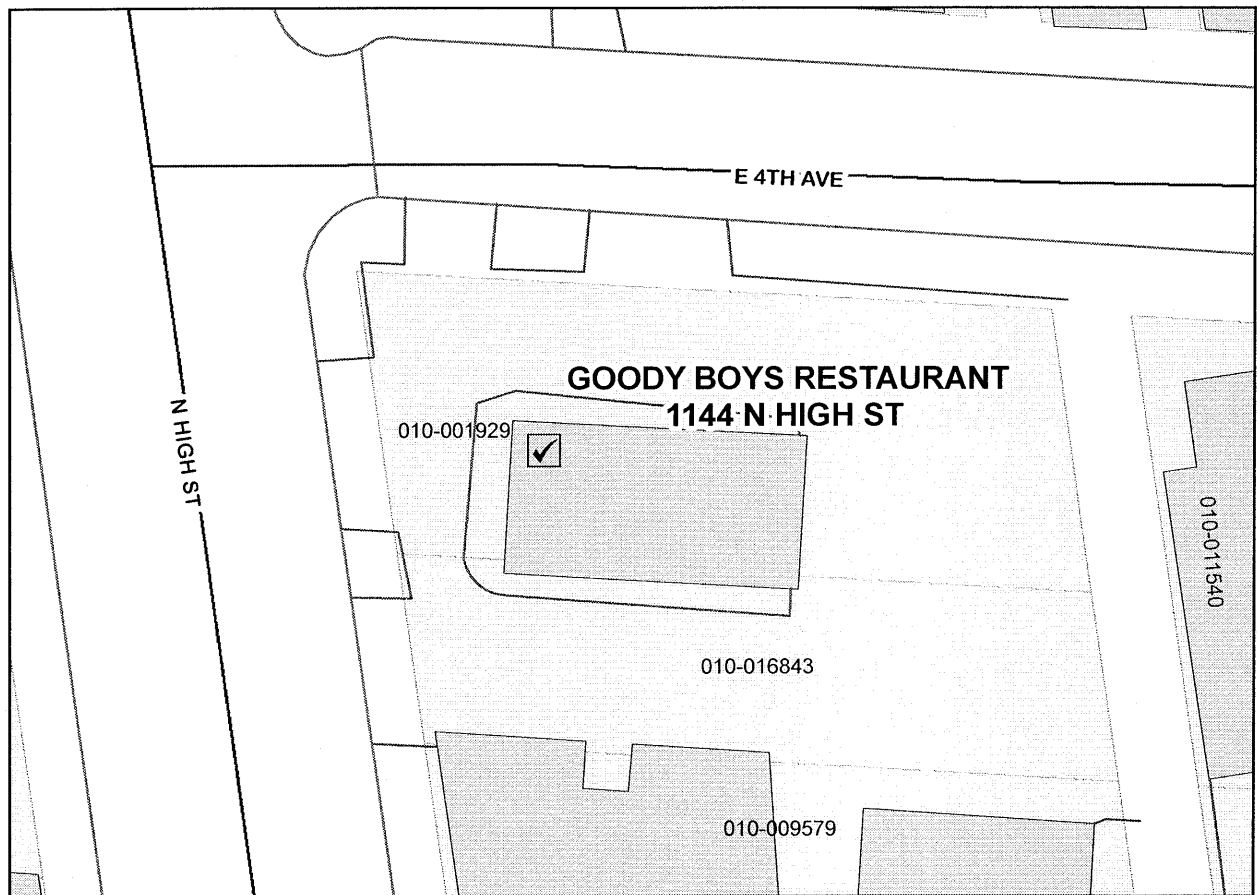 E 4TH AVE
GOODY BOYS RESTAURANT
1144 N HIGH ST
010-001929
N HIGH ST
010-011540
010-016843
010-009579